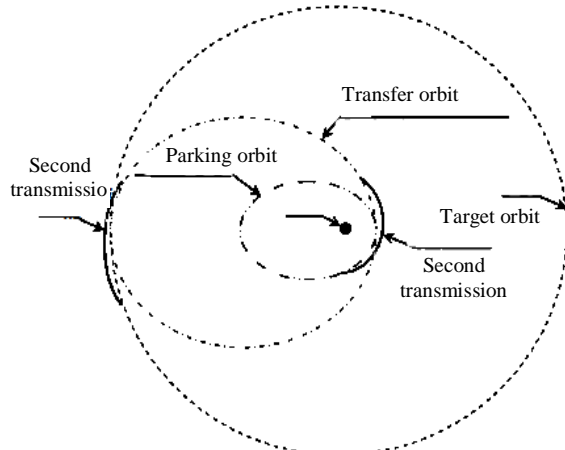 Transfer orbit
Parking orbit
Second
transmissio
Target orbit
Second
transmission